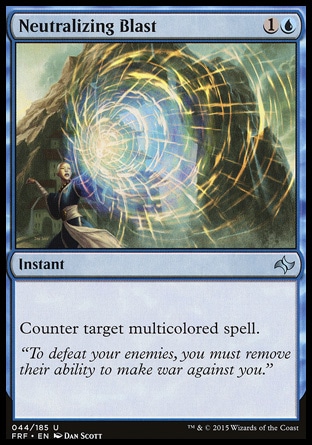 Neutralizing Blast 1
Instant
Counter target multicolored spell.
“To defeat your enemies, you must remove
their ability to make war against you.”
044/185 U
FRF • EN Dan Scott ™ & © 2015 Wizards of the Coast